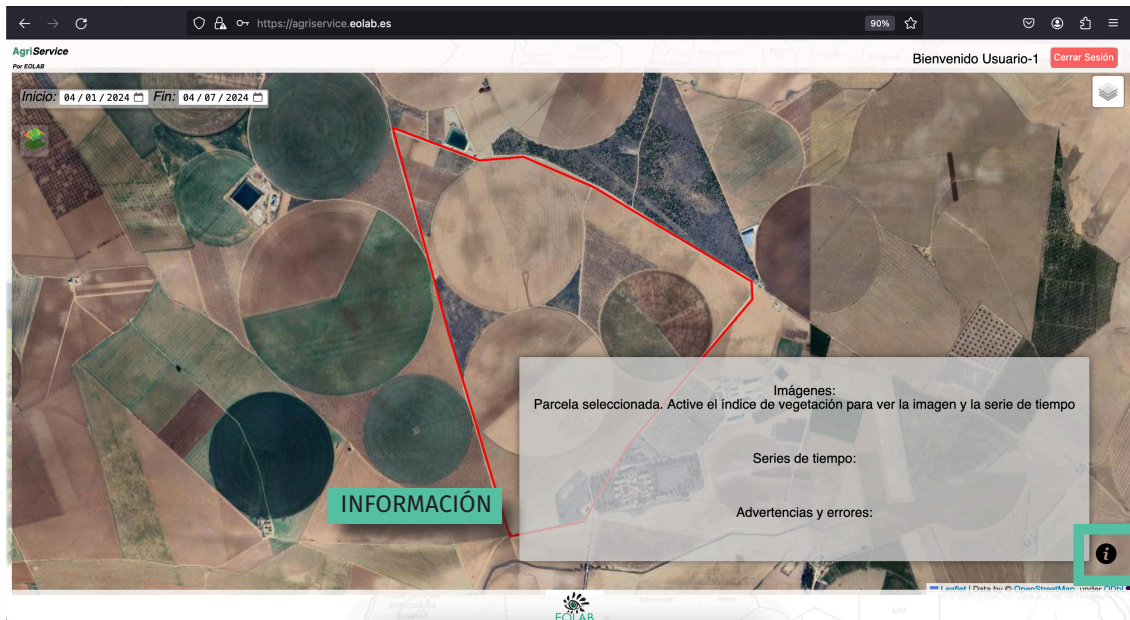 https://agriservice.eolab.es
90%
AgriService
Por EOLAB
Bienvenido Usuario-1
Cerrar Sesión
Inicio: 04/01/2024 Fin: 04/07/2024
Imágenes:
Parcela seleccionada. Active el índice de vegetación para ver la imagen y la serie de tiempo
Series de tiempo:
INFORMACIÓN
Advertencias y errores:
i
Leaflet | Data by © OpenStreetMap, under ODbL
EOLAB